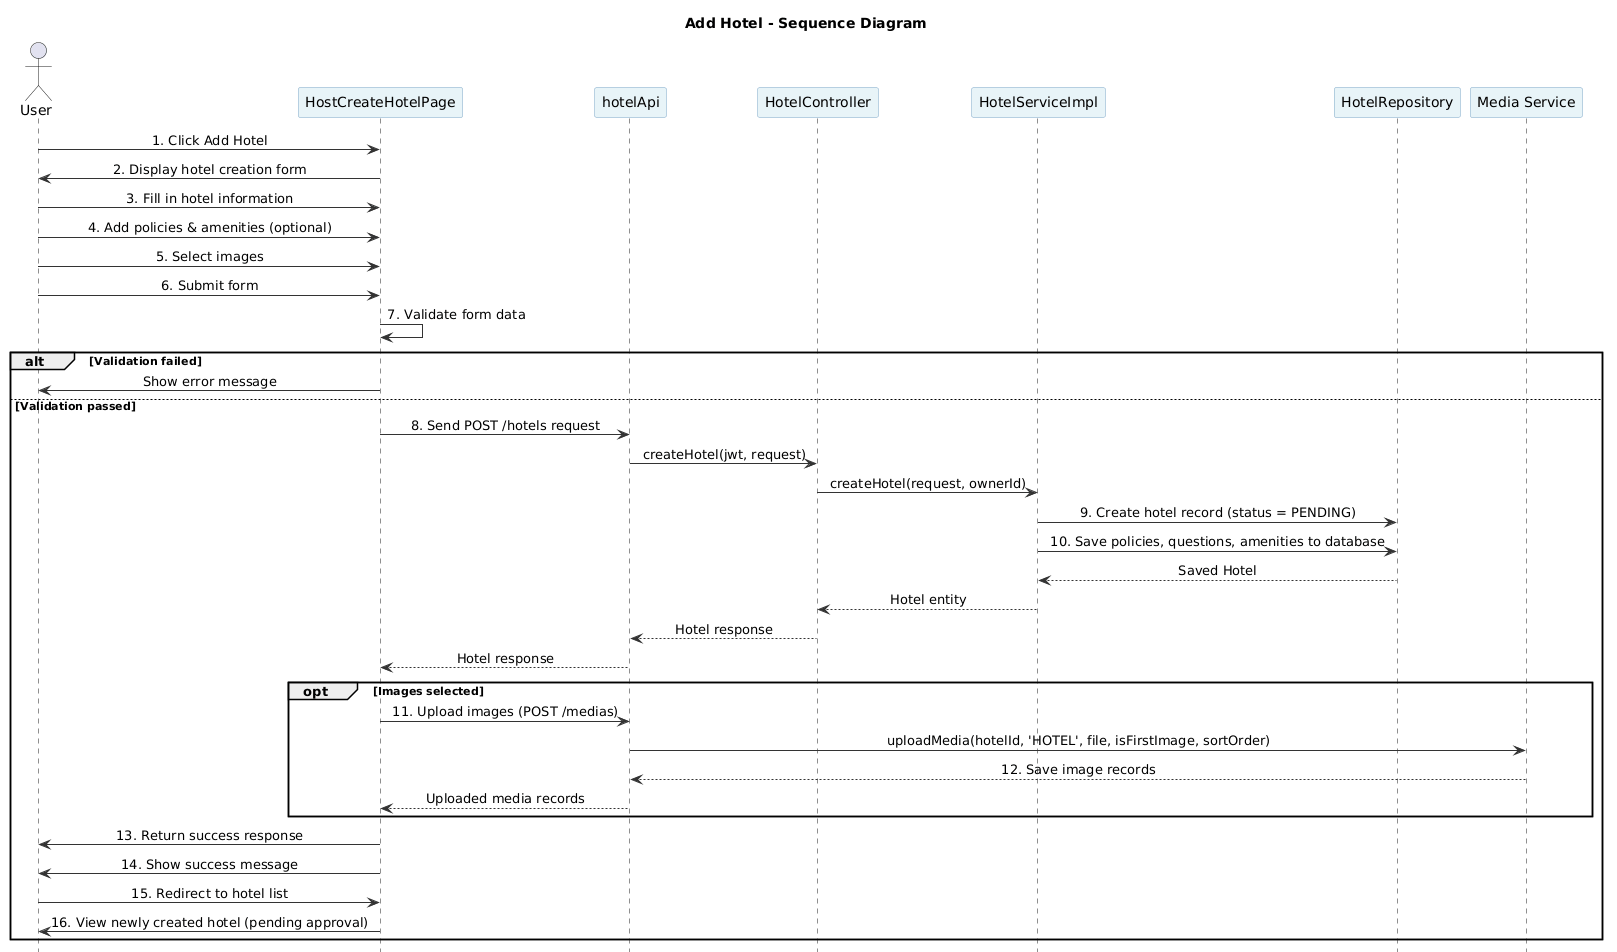 Add Hotel - Sequence Diagram
User
HostCreateHotelPage
hotelApi
HotelController
HotelServiceImpl
HotelRepository
Media Service
1. Click Add Hotel
2. Display hotel creation form
3. Fill in hotel information
4. Add policies & amenities (optional)
5. Select images
6. Submit form
7. Validate form data
alt [Validation failed]
Show error message
[Validation passed]
8. Send POST /hotels request
createHotel(jwt, request)
createHotel(request, ownerId)
9. Create hotel record (status = PENDING)
10. Save policies, questions, amenities to database
Saved Hotel
Hotel entity
Hotel response
Hotel response
opt [Images selected]
11. Upload images (POST /medias)
uploadMedia(hotelId, 'HOTEL', file, isFirstImage, sortOrder)
12. Save image records
Uploaded media records
13. Return success response
14. Show success message
15. Redirect to hotel list
16. View newly created hotel (pending approval)